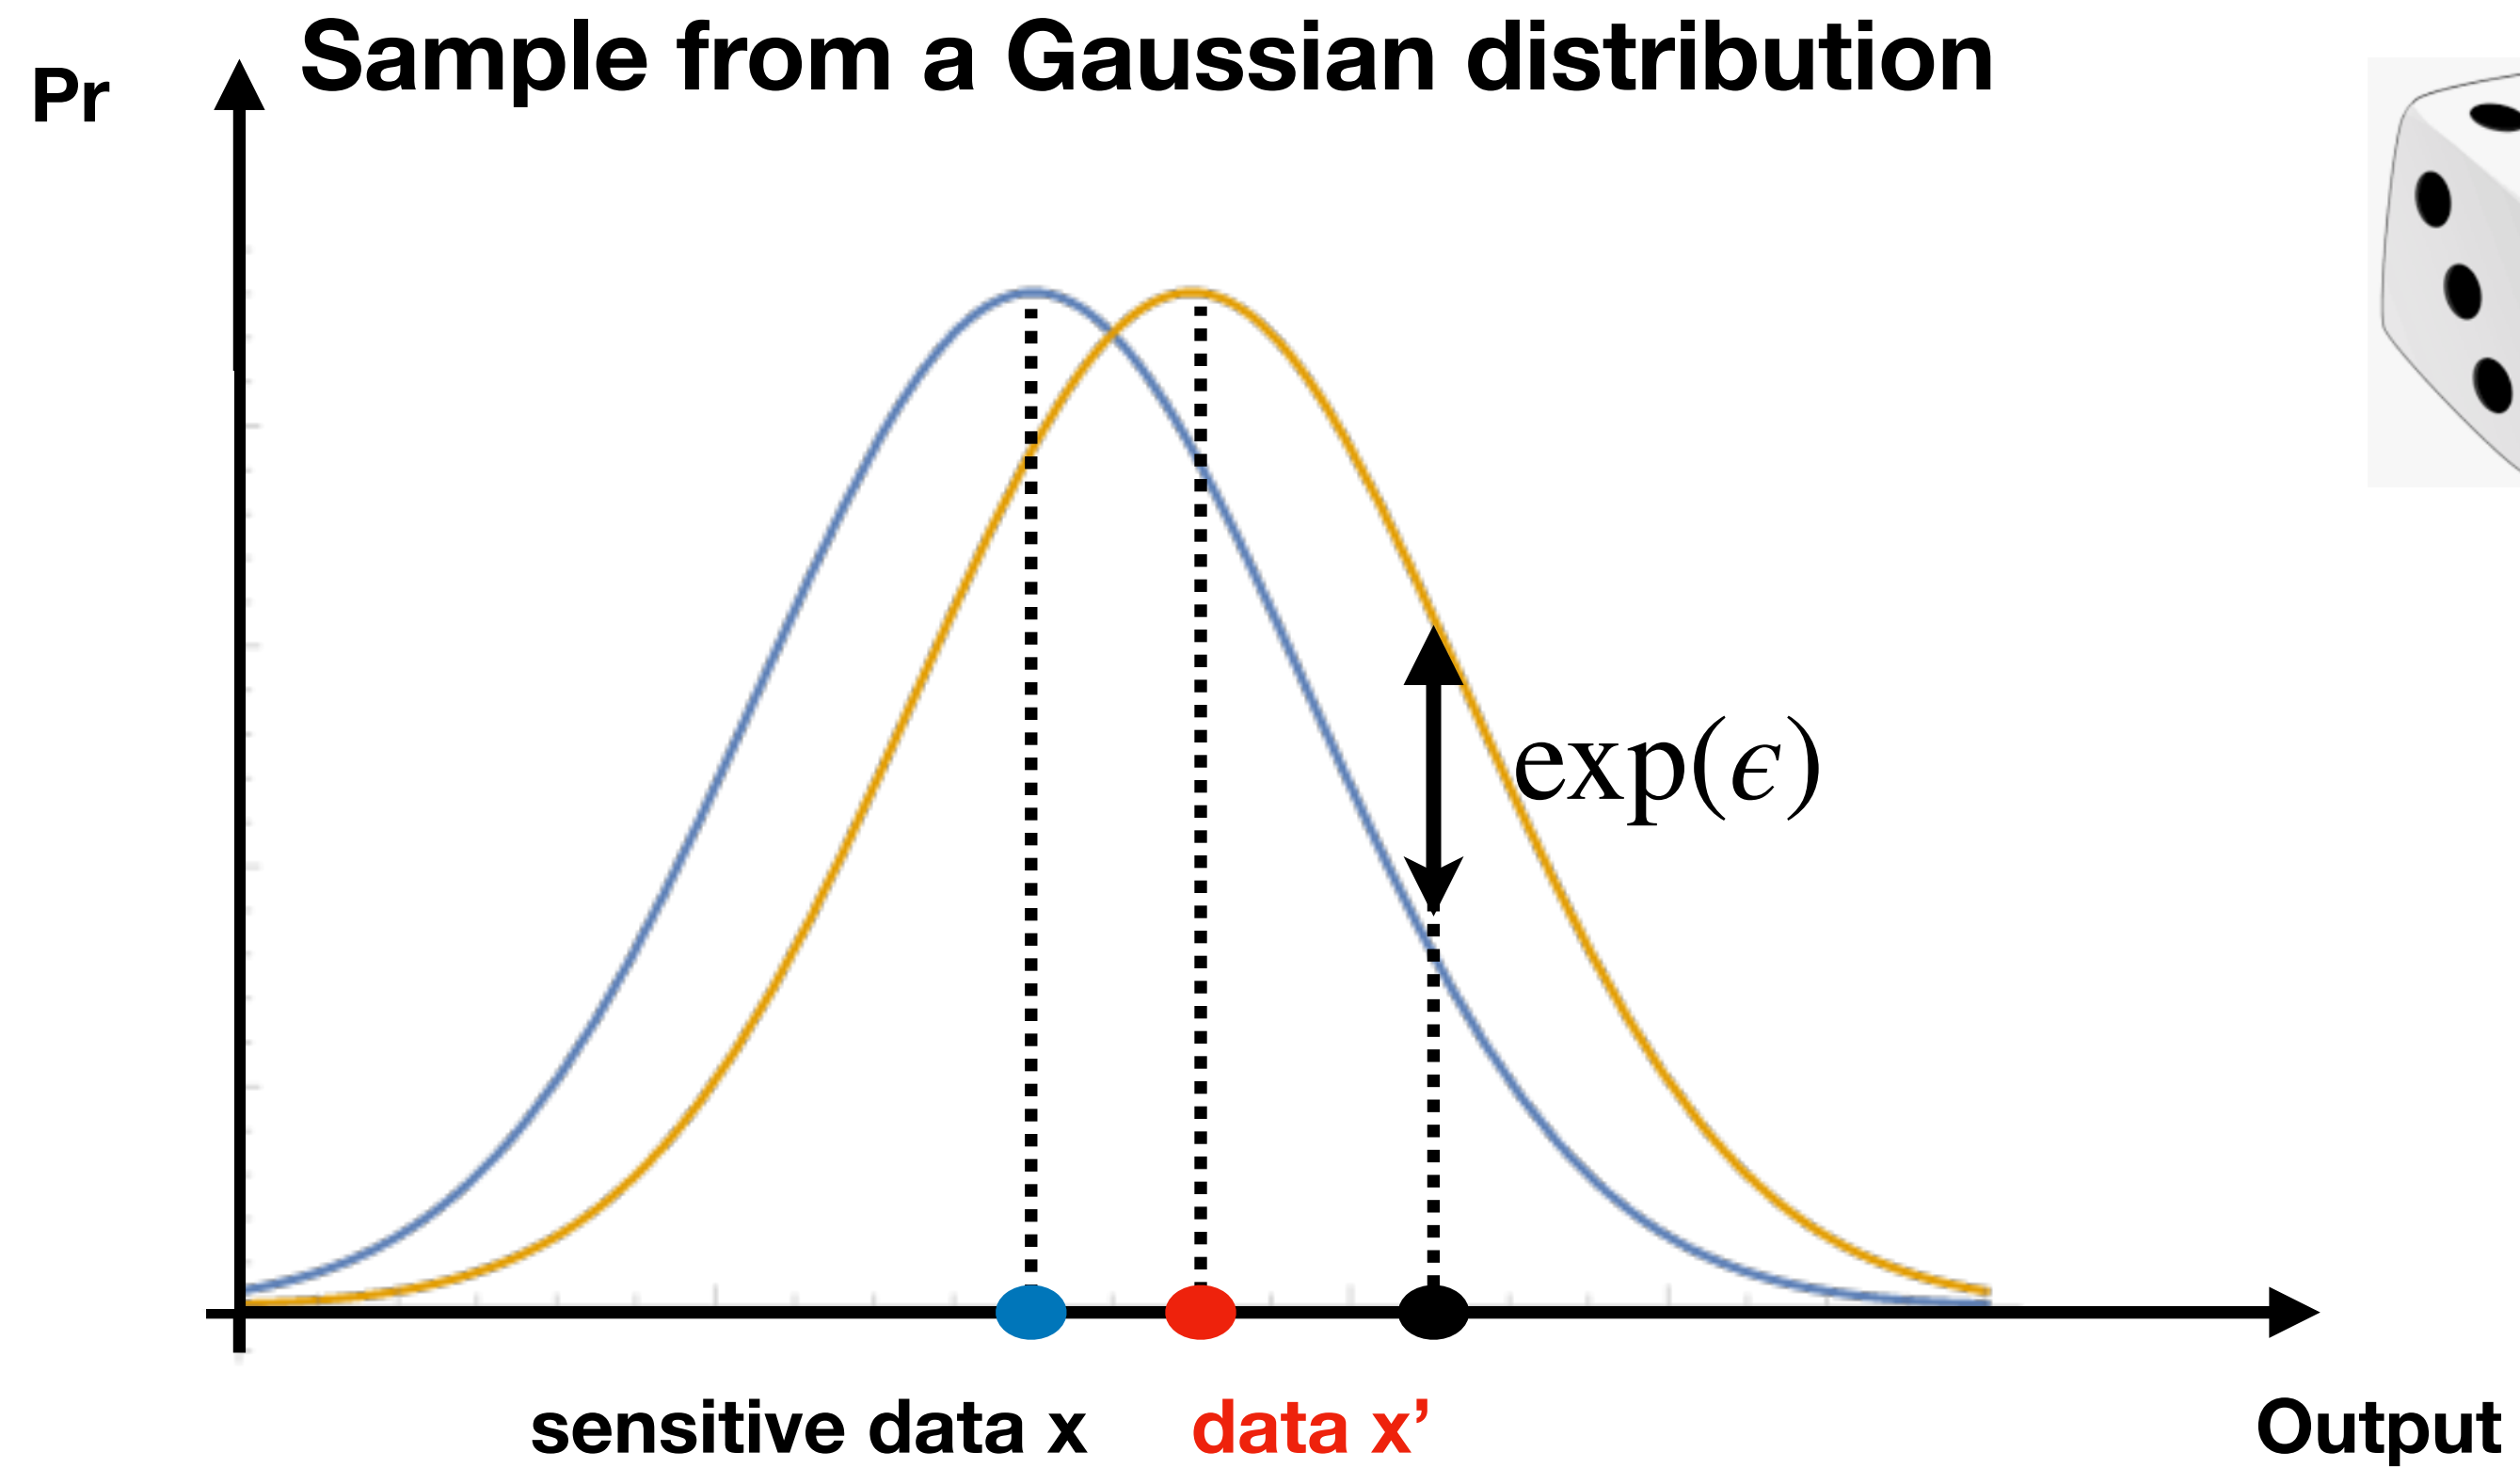 Sample from a Gaussian distribution
Pr
exp(ϵ)
sensitive data x
data x’
Output